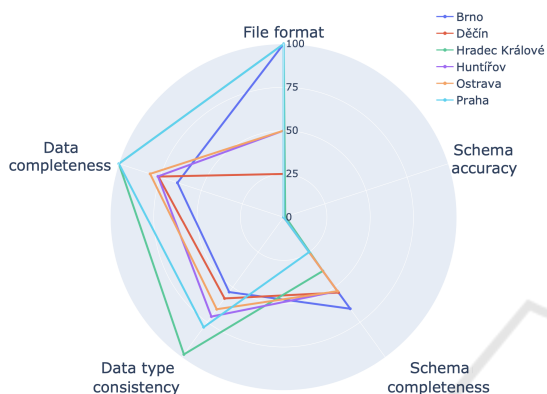 File format
Brno
Děčín
Hradec Králové
Huntířov
Ostrava
Praha
100
75
50
25
0
Schema
accuracy
Data
completeness
Data type
consistency
Schema
completeness